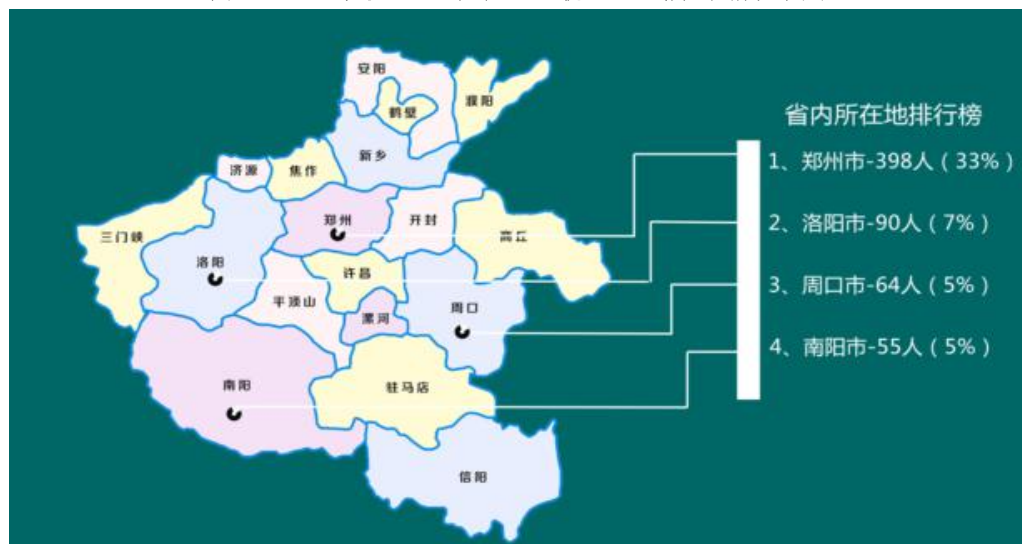 安阳
鹤壁
濮阳
新乡
济源
焦作
郑州
开封
三门峡
洛阳
商丘
许昌
平顶山
漯河
周口
南阳
驻马店
信阳
省内所在地排行榜
1、郑州市-398人（33%）
2、洛阳市-90人（7%）
3、周口市-64人（5%）
4、南阳市-55人（5%）